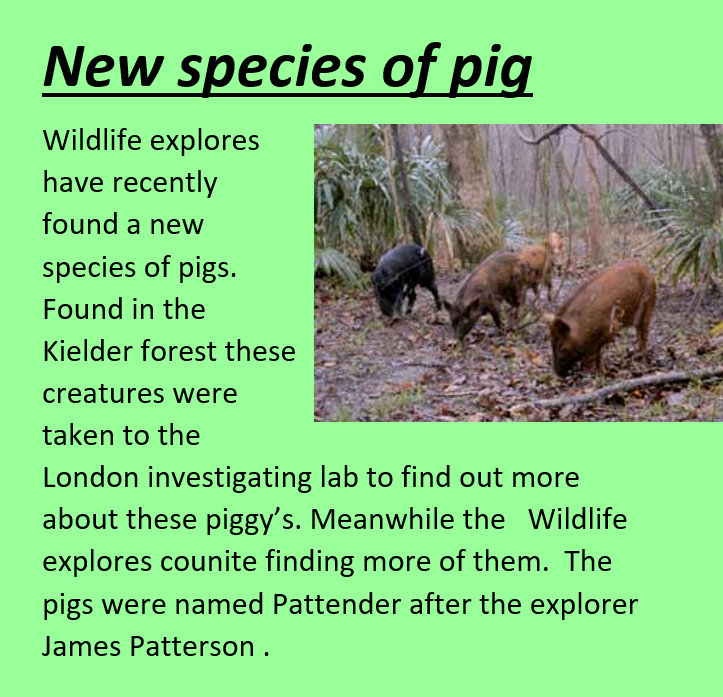 New species of pig
Wildlife explores
have recently
found a new
species of pigs.
Found in the
Kielder forest these
creatures were
taken to the
London investigating lab to find out more
about these piggy’s. Meanwhile the   Wildlife
explores counite finding more of them.  The
pigs were named Pattender after the explorer
James Patterson .